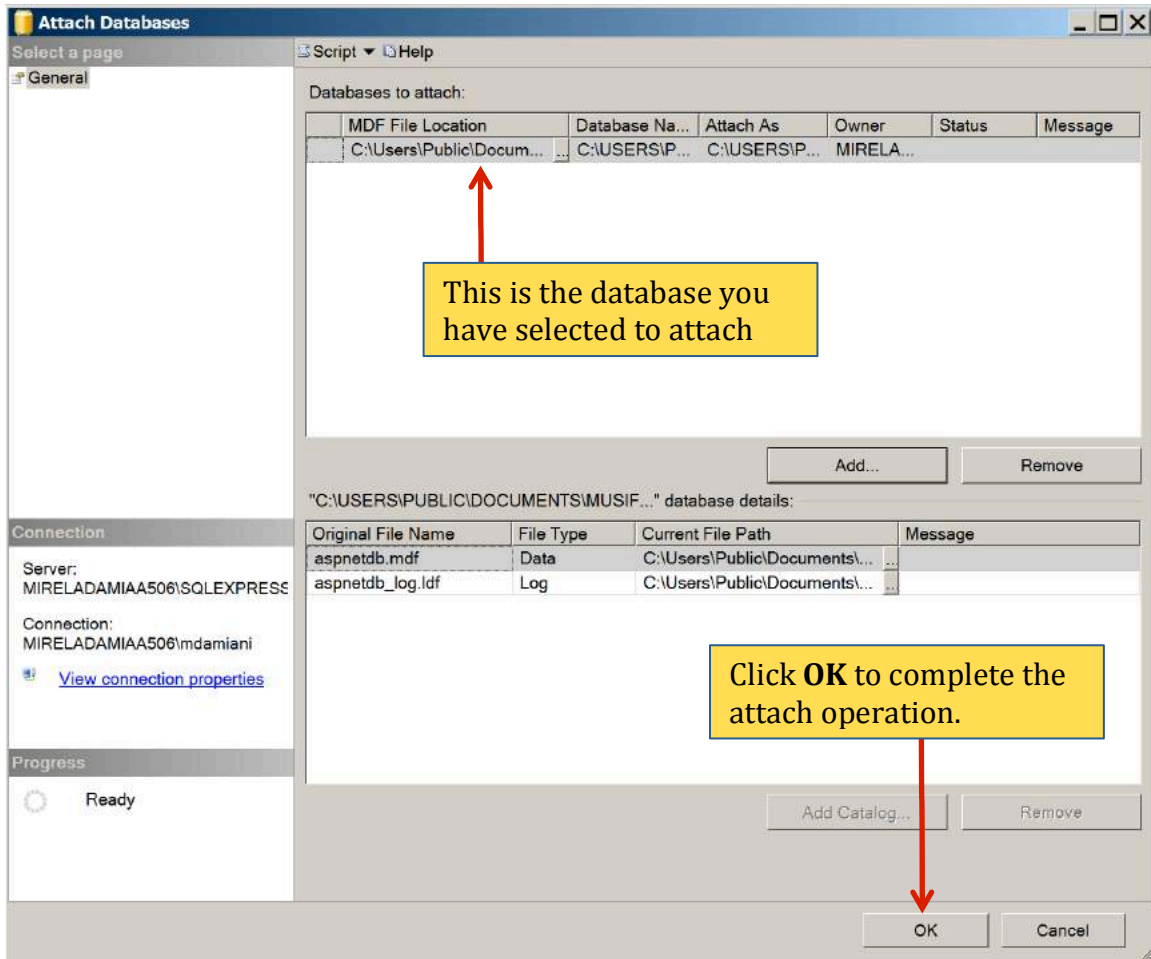 Attach Databases
Select a page
General
Script Help
Databases to attach:
MDF File Location Database Na... Attach As Owner Status Message
C:\Users\Public\Docum... ... C:\USERS\P... C:\USERS\P... MIRELA...
This is the database you
have selected to attach
Add... Remove
"C:\USERS\PUBLIC\DOCUMENTS\MUSIF..." database details:
Original File Name File Type Current File Path Message
aspnetdb.mdf Data C:\Users\Public\Documents\... ...
aspnetdb_log.ldf Log C:\Users\Public\Documents\... ...
Connection
Server:
MIRELADAMIAA506\SQLEXPRESS
Connection:
MIRELADAMIAA506\mdamiani
View connection properties
Click OK to complete the
attach operation.
Progress
Ready
Add Catalog... Remove
OK Cancel